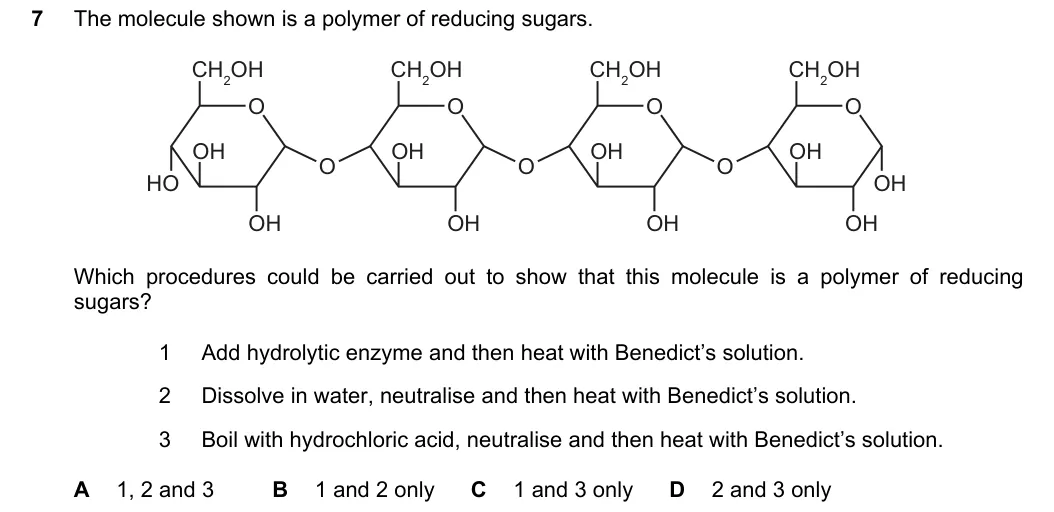 7 The molecule shown is a polymer of reducing sugars.
CH₂OH CH₂OH CH₂OH CH₂OH
O O O O
OH OH OH OH
O O O
HO OH
OH OH OH OH
Which procedures could be carried out to show that this molecule is a polymer of reducing
sugars?
1 Add hydrolytic enzyme and then heat with Benedict’s solution.
2 Dissolve in water, neutralise and then heat with Benedict’s solution.
3 Boil with hydrochloric acid, neutralise and then heat with Benedict’s solution.
A 1, 2 and 3 B 1 and 2 only C 1 and 3 only D 2 and 3 only